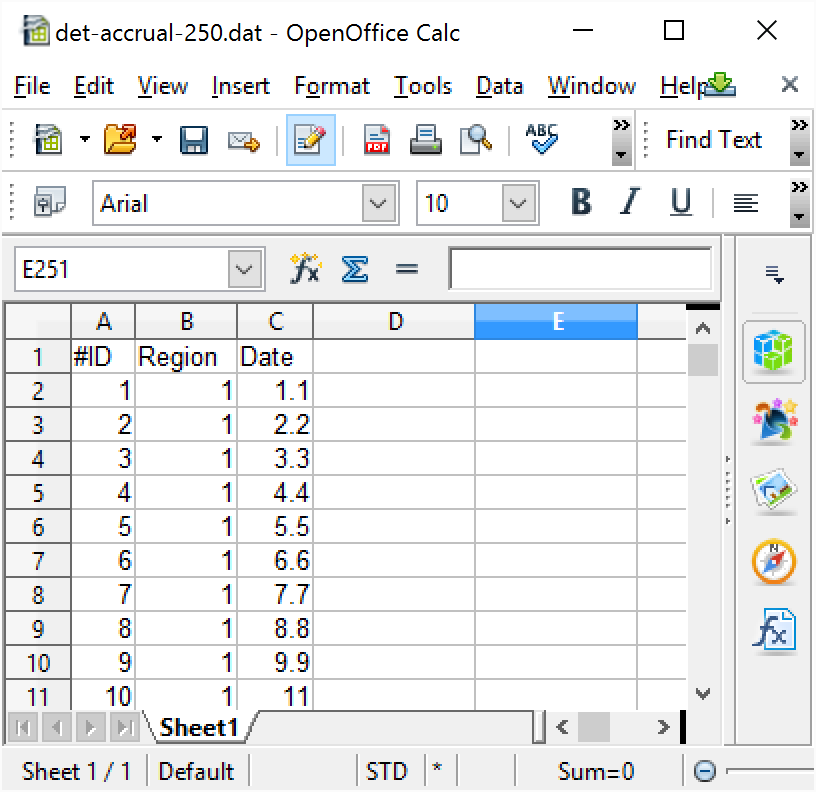 det-accrual-250.dat - OpenOffice Calc
File Edit View Insert Format Tools Data Window Help
PDF ABC Find Text
Arial 10 B I U
E251 fx Σ =
A B C D E
1 #ID Region Date
2 1 1 1.1
3 2 1 2.2
4 3 1 3.3
5 4 1 4.4
6 5 1 5.5
7 6 1 6.6
8 7 1 7.7
9 8 1 8.8
10 9 1 9.9
11 10 1 11
N
fx
Sheet1
Sheet 1 / 1 Default STD * Sum=0